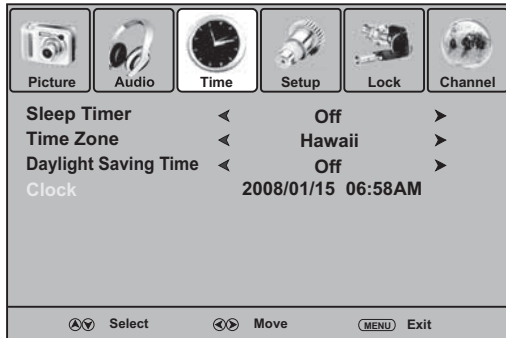 Picture Audio Time Setup Lock Channel
Sleep Timer Off
Time Zone Hawaii
Daylight Saving Time Off
Clock 2008/01/15 06:58AM
Select Move MENU Exit